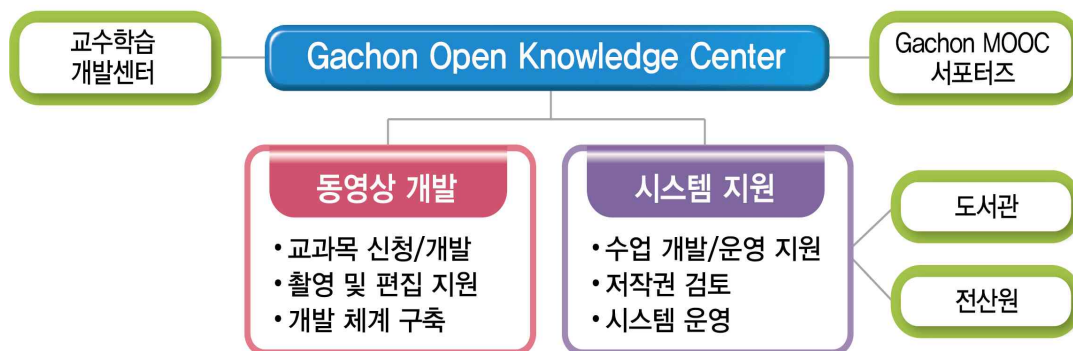 교수학습
개발센터
Gachon Open Knowledge Center
Gachon MOOC
서포터즈
동영상 개발
• 교과목 신청/개발
• 촬영 및 편집 지원
• 개발 체계 구축
시스템 지원
• 수업 개발/운영 지원
• 저작권 검토
• 시스템 운영
도서관
전산원